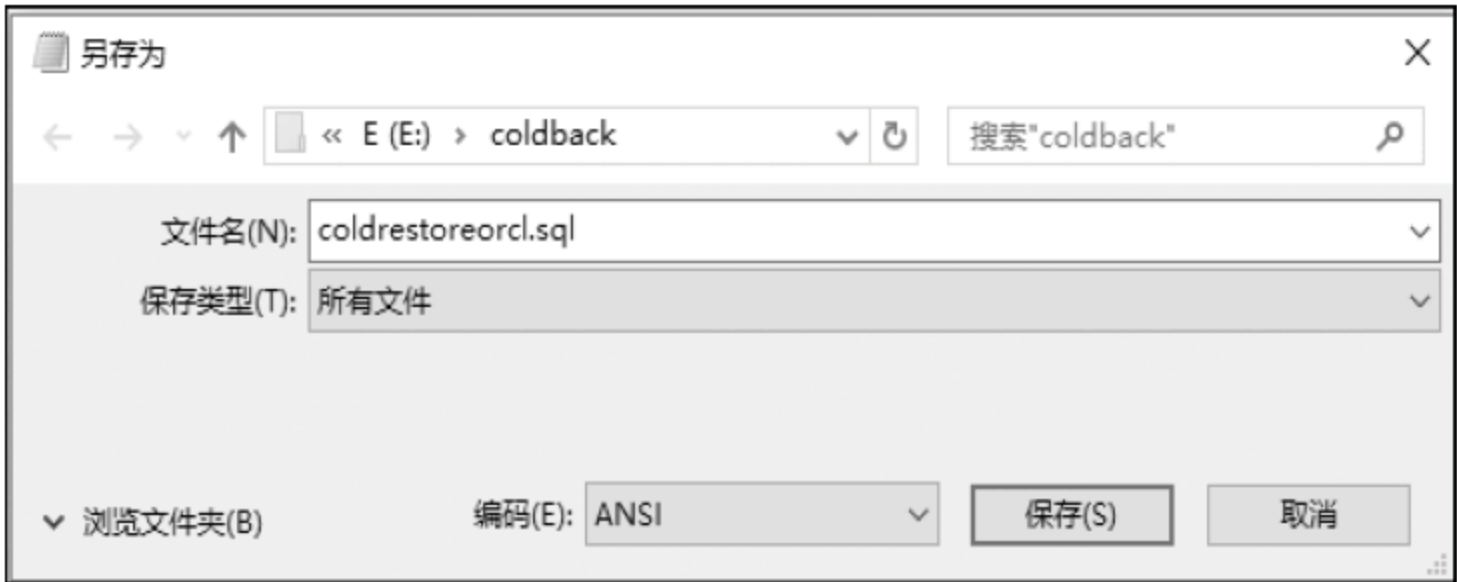 另存为
« E (E:) › coldback
搜索"coldback"
文件名(N): coldrestoreorcl.sql
保存类型(T): 所有文件
浏览文件夹(B)
编码(E): ANSI
保存(S)
取消